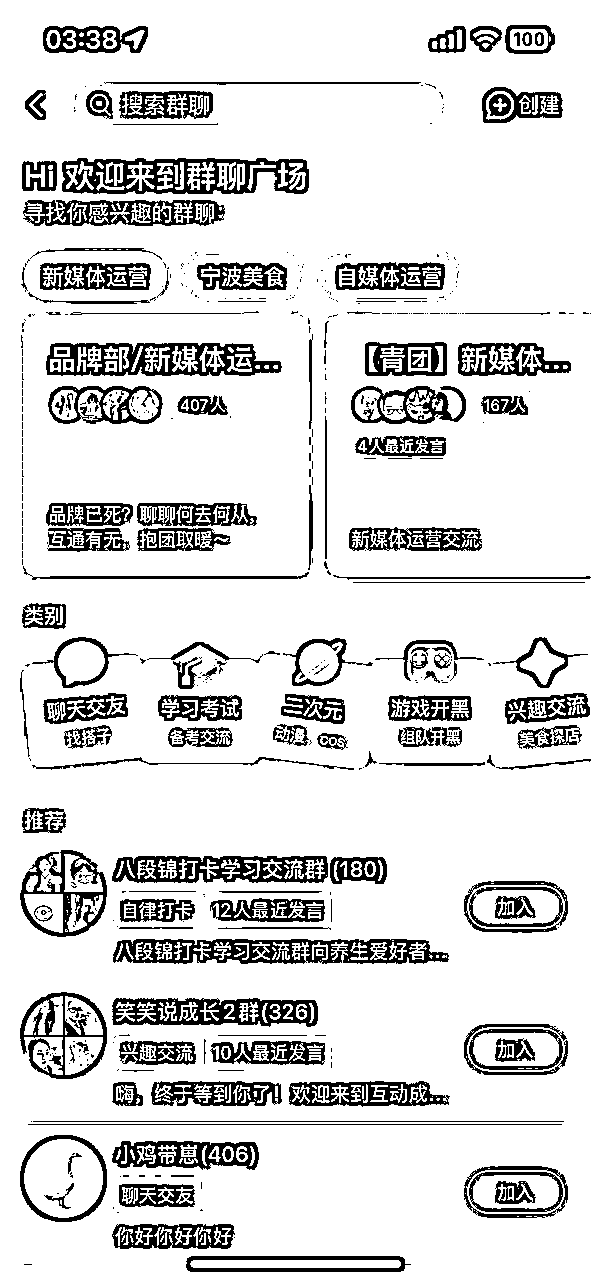 03:38
100
搜索群聊
创建
Hi 欢迎来到群聊广场
寻找你感兴趣的群聊
新媒体运营 宁波美食 自媒体运营
品牌部/新媒体运...
407人
品牌已死？聊聊何去何从，
互通有无，抱团取暖～
【青团】新媒体...
167人
4人最近发言
新媒体运营交流
类别
聊天交友
找搭子
学习考试
备考交流
二次元
动漫、cos
游戏开黑
组队开黑
兴趣交流
美食探店
推荐
八段锦打卡学习交流群 (180)
自律打卡 12人最近发言
八段锦打卡学习交流群向养生爱好者...
加入
笑笑说成长2群(326)
兴趣交流 10人最近发言
嗨，终于等到你了！欢迎来到互动成...
加入
小鸡带崽(406)
聊天交友
你好你好你好
加入